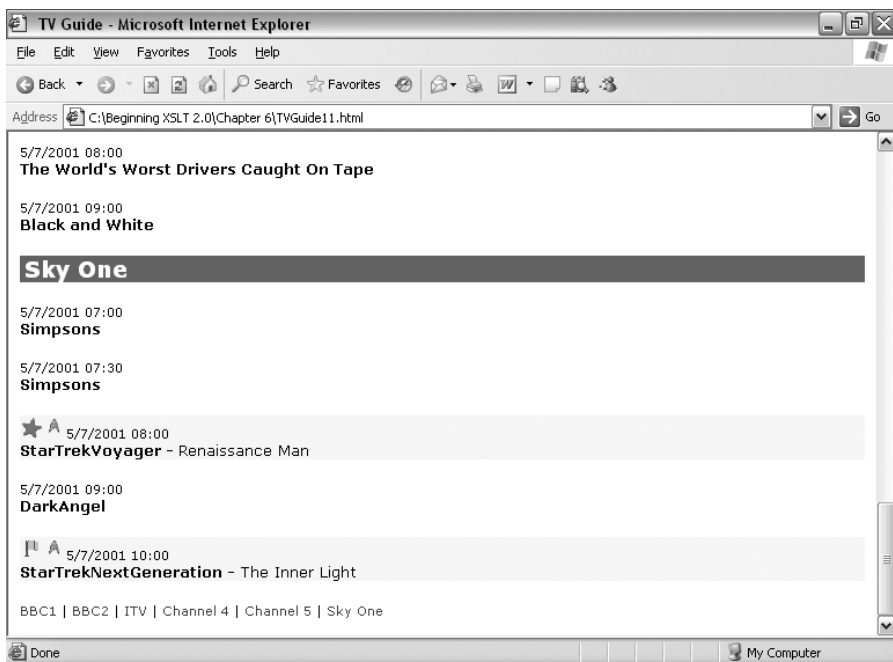 TV Guide - Microsoft Internet Explorer
File Edit View Favorites Tools Help
Back Search Favorites W
Address C:\Beginning XSLT 2.0\Chapter 6\TVGuide11.html Go
5/7/2001 08:00
The World's Worst Drivers Caught On Tape
5/7/2001 09:00
Black and White
Sky One
5/7/2001 07:00
Simpsons
5/7/2001 07:30
Simpsons
5/7/2001 08:00
StarTrekVoyager - Renaissance Man
5/7/2001 09:00
DarkAngel
5/7/2001 10:00
StarTrekNextGeneration - The Inner Light
BBC1 | BBC2 | ITV | Channel 4 | Channel 5 | Sky One
Done My Computer